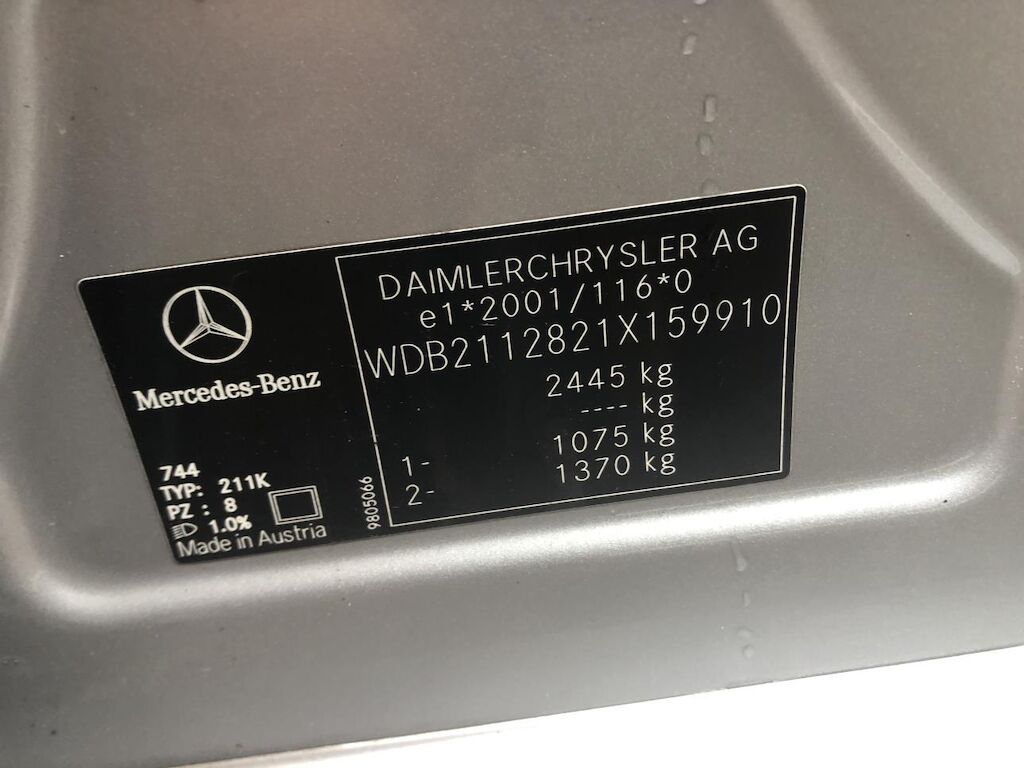 DAIMLERCHRYSLER AG
e1*2001/116*0
WDB2112821X159910
2445 kg
---- kg
1- 1075 kg
2- 1370 kg
Mercedes-Benz
744
TYP: 211K
PZ : 8
1.0%
Made in Austria
9805066